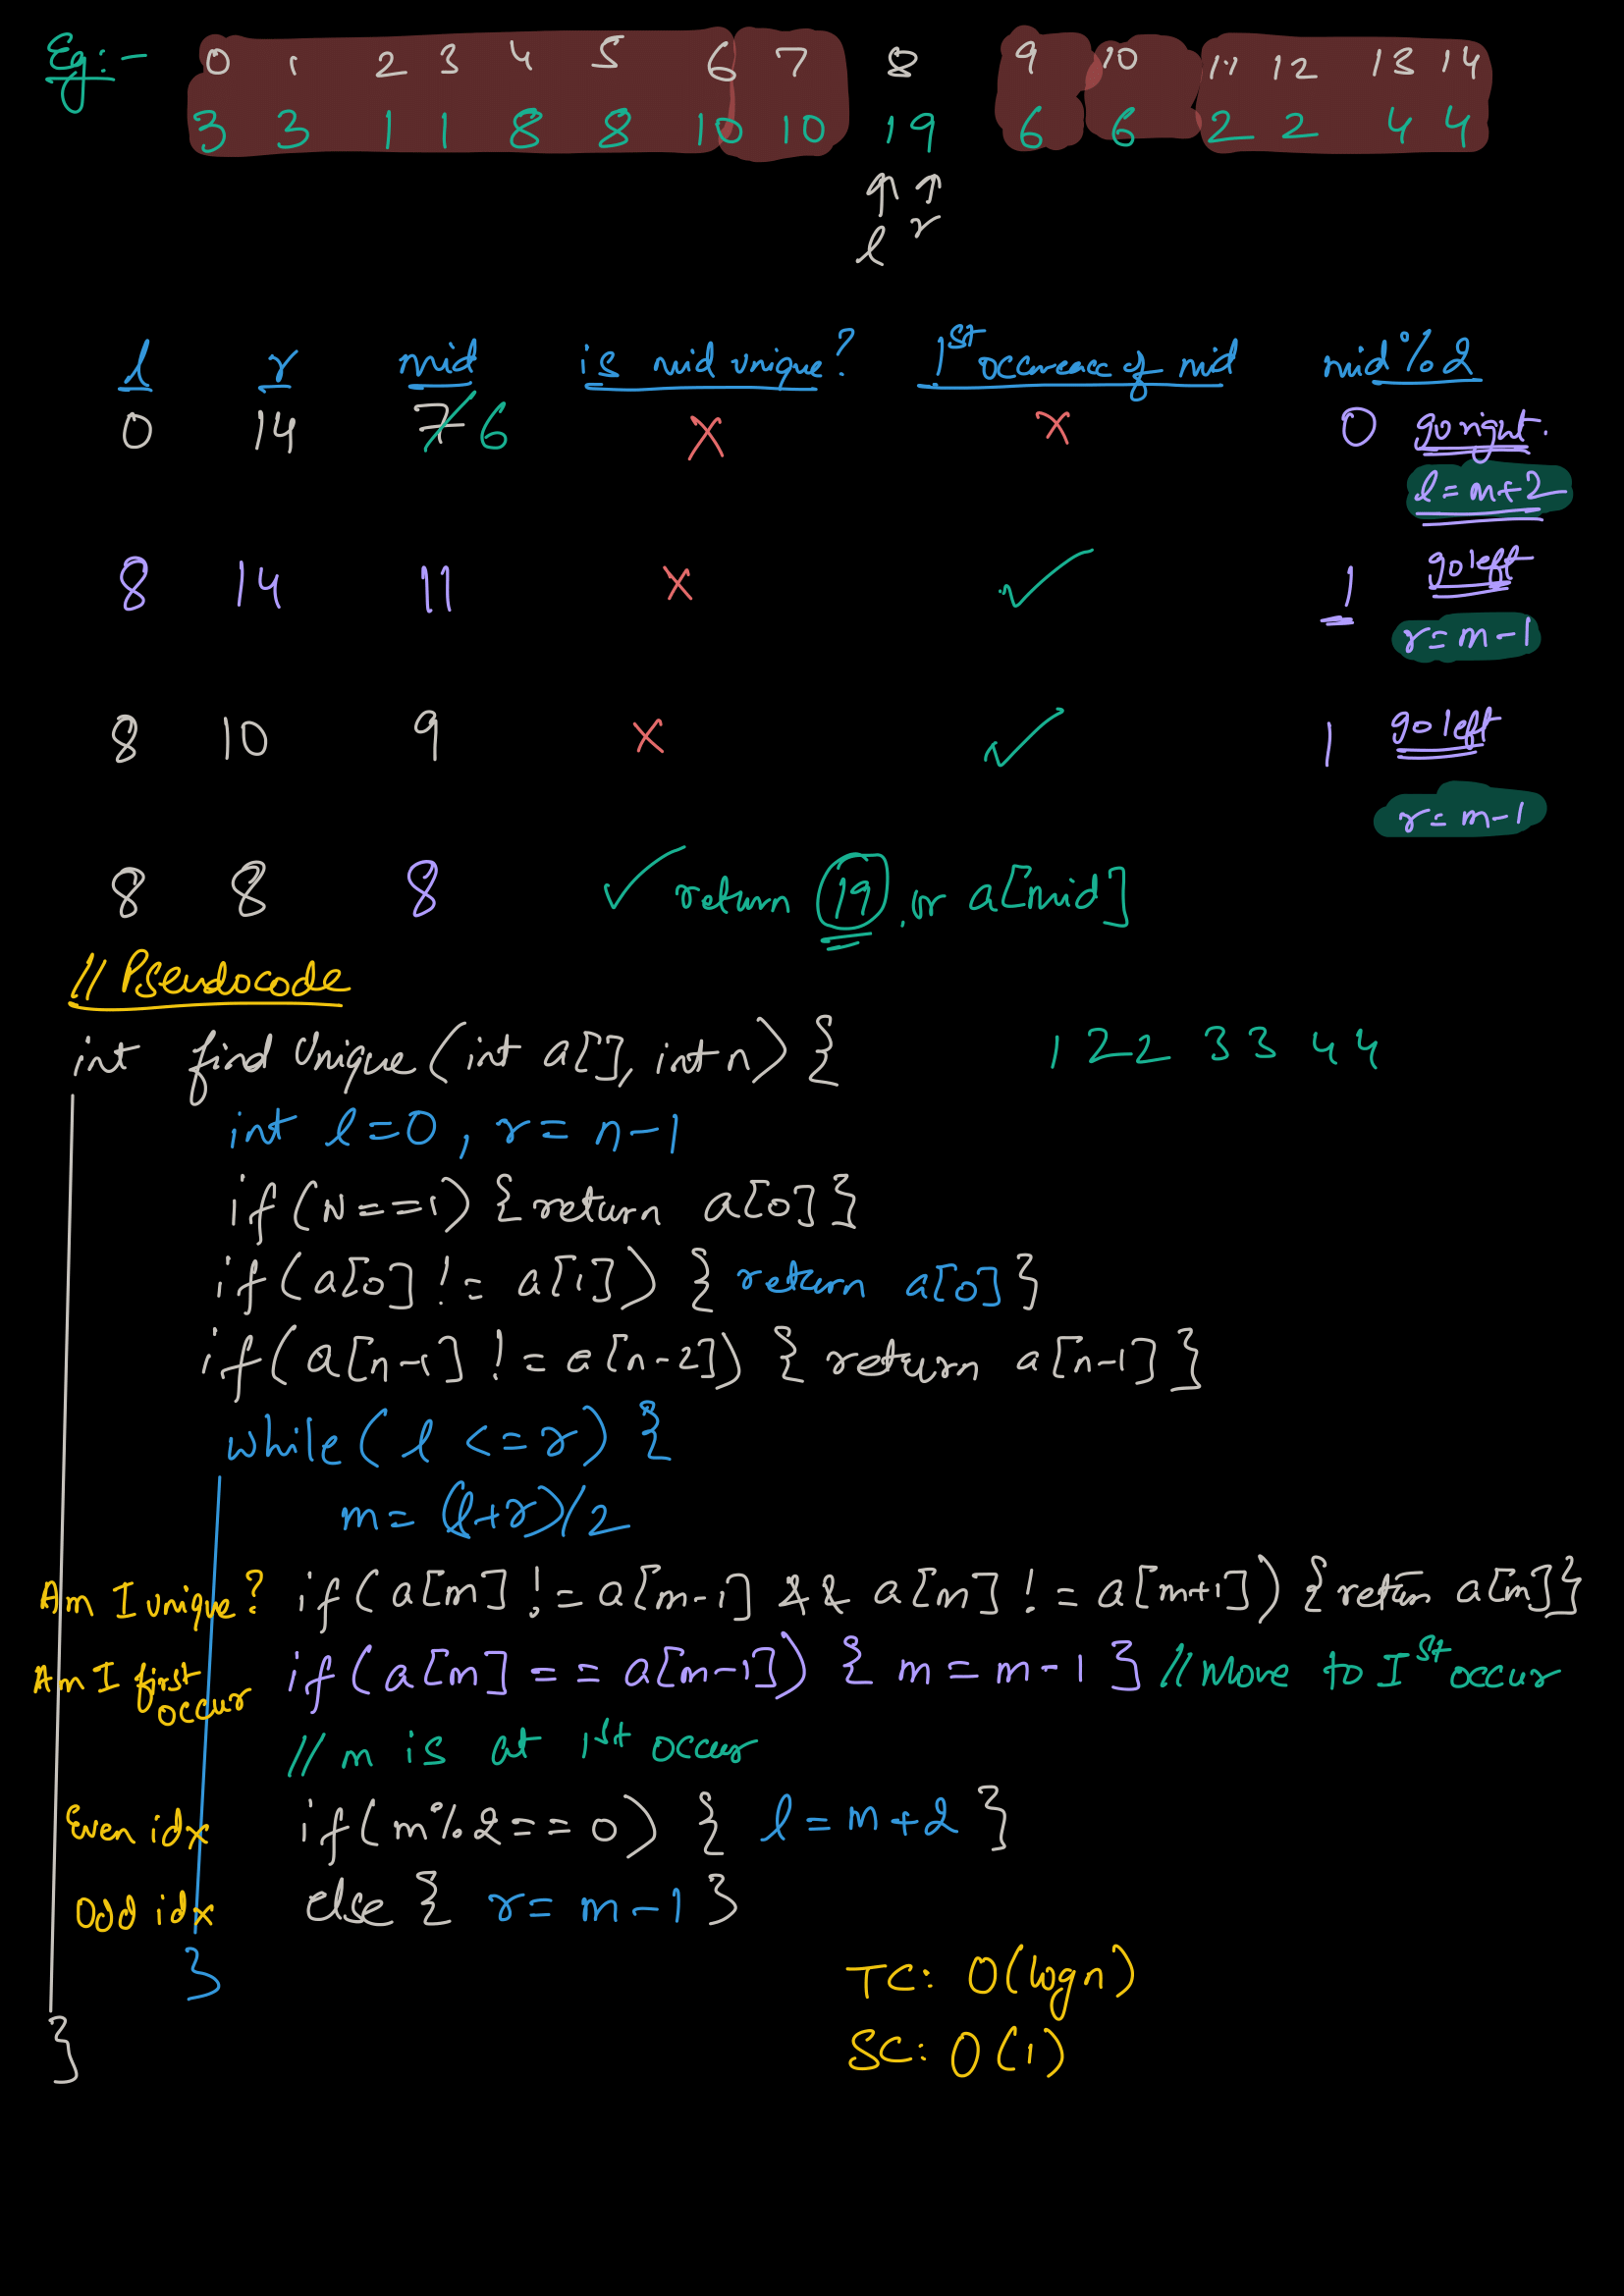 Eg:- 0 1 2 3 4 5 6 7 8 9 10 11 12 13 14
3 3 1 1 8 8 10 10 19 6 6 2 2 4 4
↑ ↑
l r
l r mid is mid unique? 1st occureace of mid mid%2
0 14 7 6 x x 0 go right.
l=m+2
8 14 11 x ✓ 1 go left
r=m-1
8 10 9 x ✓ 1 go left
r=m-1
8 8 8 ✓ return 19, or a[mid]
// Pseudocode
int find Unique(int a[], int n) { 1 2 2 3 3 4 4
int l=0, r=n-1
if(N==1) {return a[0]}
if(a[0] != a[1]) { return a[0]}
if(a[n-1] != a[n-2]) { return a[n-1] }
while( l <=r) {
m= (l+r)/2
Am I unique? if(a[m] != a[m-1] && a[m] != a[m+1]) {return a[m]}
Am I first occur if(a[m] == a[m-1]) { m=m-1 } // Move to Ist occur
// m is at 1st occur
Even idx if(m%2==0) { l=m+2 }
Odd idx else { r=m-1 }
}
TC: O(logn)
}
SC: O(1)